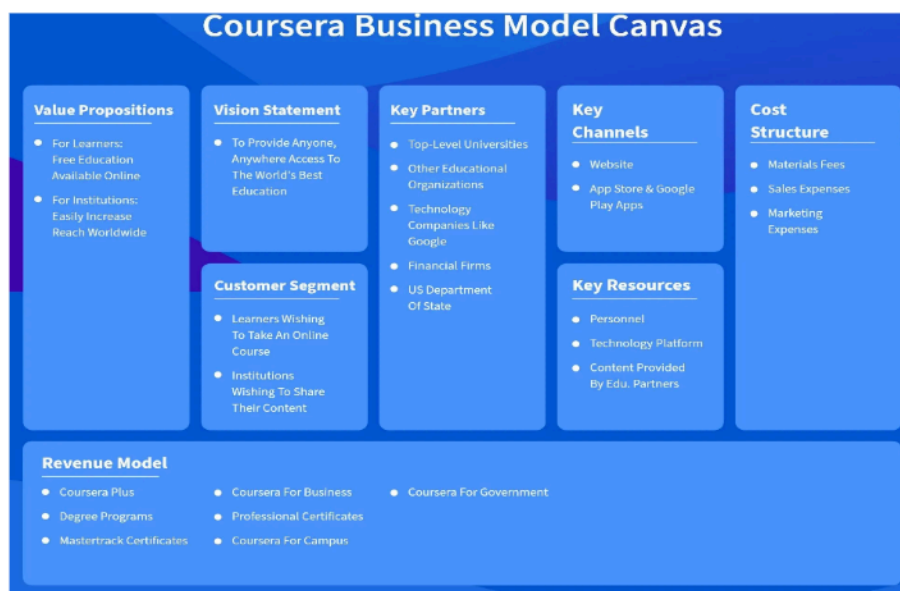 Coursera Business Model Canvas
Value Propositions
For Learners:
Free Education
Available Online
For Institutions:
Easily Increase
Reach Worldwide
Vision Statement
To Provide Anyone,
Anywhere Access To
The World's Best
Education
Customer Segment
Learners Wishing
To Take An Online
Course
Institutions
Wishing To Share
Their Content
Key Partners
Top-Level Universities
Other Educational
Organizations
Technology
Companies Like
Google
Financial Firms
US Department
Of State
Key
Channels
Website
App Store & Google
Play Apps
Key Resources
Personnel
Technology Platform
Content Provided
By Edu. Partners
Cost
Structure
Materials Fees
Sales Expenses
Marketing
Expenses
Revenue Model
Coursera Plus
Degree Programs
Mastertrack Certificates
Coursera For Business
Professional Certificates
Coursera For Campus
Coursera For Government